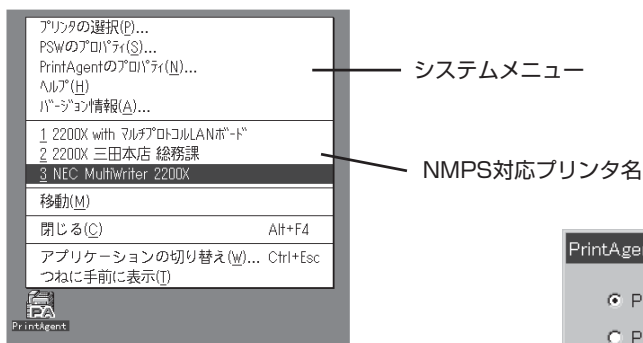 ﾌﾟﾘﾝﾀの選択(P)...
PSWのﾌﾟﾛﾊﾟﾃｨ(S)...
PrintAgentのﾌﾟﾛﾊﾟﾃｨ(N)...
ﾍﾙﾌﾟ(H)
ﾊﾞｰｼﾞｮﾝ情報(A)...
1 2200X with ﾏﾙﾁﾌﾟﾛﾄｺﾙLANﾎﾞｰﾄﾞ
2 2200X 三田本店 総務課
3 NEC MultiWriter 2200X
移動(M)
閉じる(C) Alt+F4
アプリケーションの切り替え(W)... Ctrl+Esc
つねに手前に表示(T)
PA
PrintAgent
システムメニュー
NMPS対応プリンタ名
PrintAge
P
P